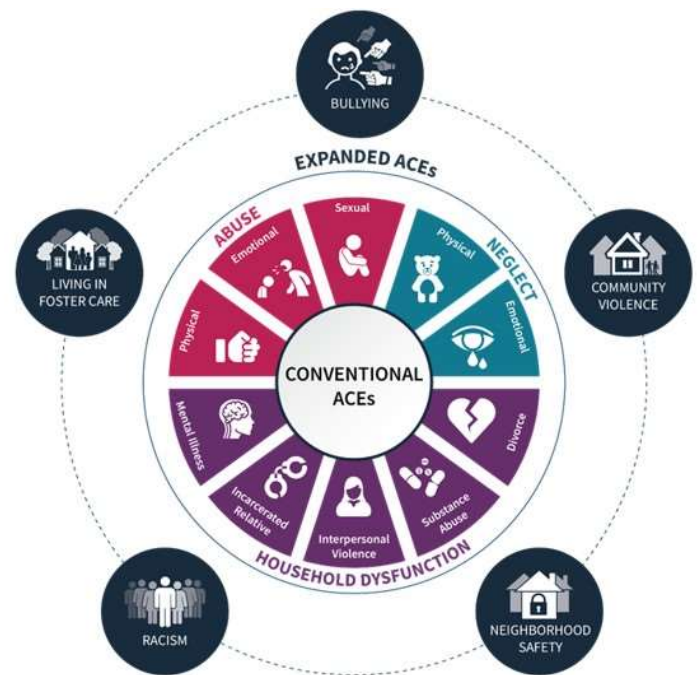 BULLYING
EXPANDED ACEs
LIVING IN
FOSTER CARE
COMMUNITY
VIOLENCE
ABUSE
NEGLECT
Physical
Emotional
Sexual
Physical
Emotional
CONVENTIONAL
ACEs
Mental Illness
Incarcerated
Relative
Interpersonal
Violence
Substance
Abuse
Divorce
HOUSEHOLD DYSFUNCTION
RACISM
NEIGHBORHOOD
SAFETY